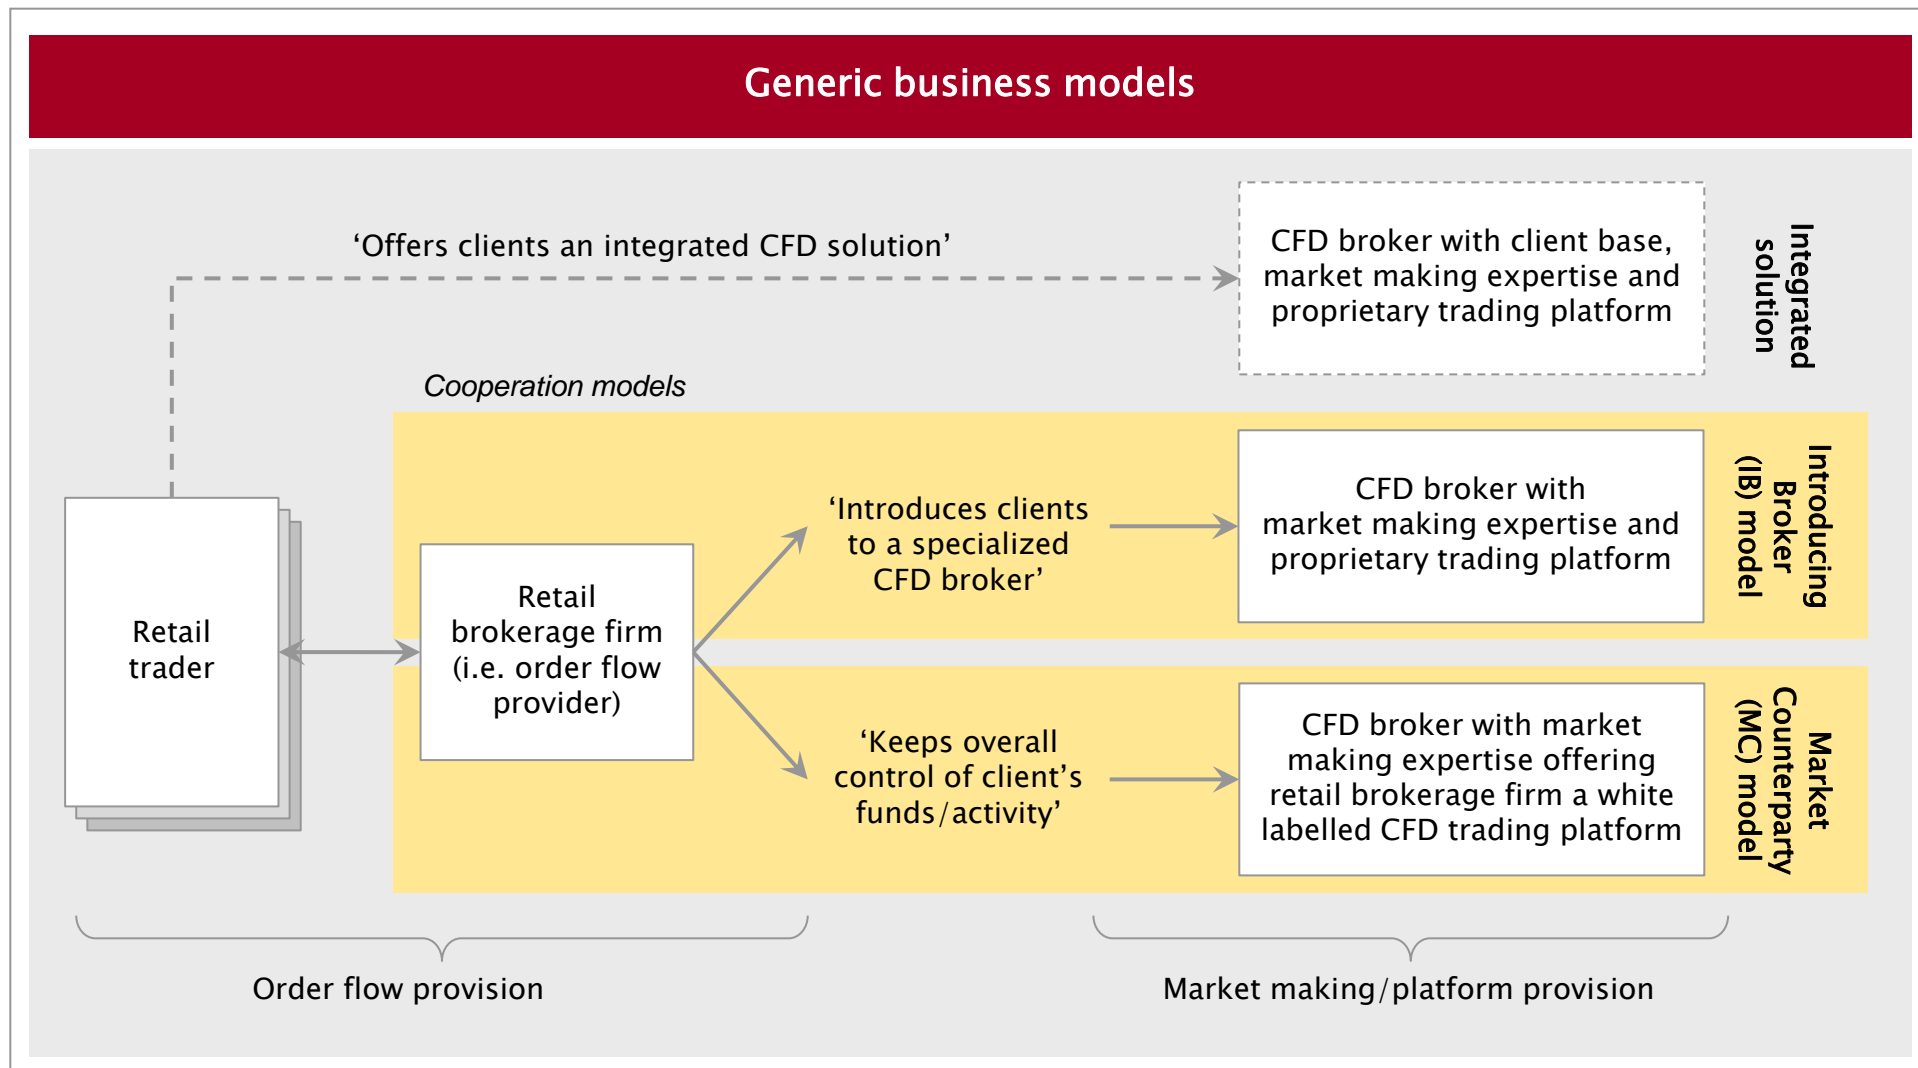 Generic business models
‘Offers clients an integrated CFD solution’
CFD broker with client base,
market making expertise and
proprietary trading platform
Integrated
solution
Cooperation models
Retail
trader
Retail
brokerage firm
(i.e. order flow
provider)
‘Introduces clients
to a specialized
CFD broker’
CFD broker with
market making expertise and
proprietary trading platform
Introducing
Broker
(IB) model
‘Keeps overall
control of client’s
funds/activity’
CFD broker with market
making expertise offering
retail brokerage firm a white
labelled CFD trading platform
Market
Counterparty
(MC) model
Order flow provision
Market making/platform provision